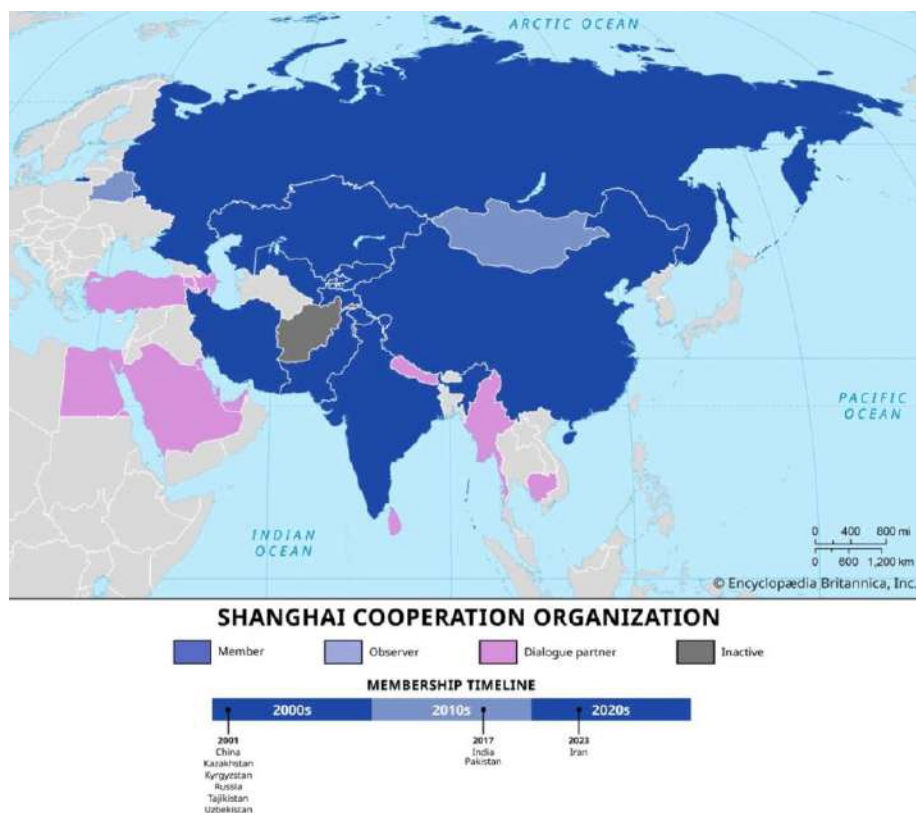 ARCTIC OCEAN
PACIFIC
OCEAN
INDIAN
OCEAN
0 400 800 mi
0 600 1,200 km
© Encyclopædia Britannica, Inc.
SHANGHAI COOPERATION ORGANIZATION
Member Observer Dialogue partner Inactive
MEMBERSHIP TIMELINE
2000s 2010s 2020s
2001 2017 2023
China India Iran
Kazakhstan Pakistan
Kyrgyzstan
Russia
Tajikistan
Uzbekistan